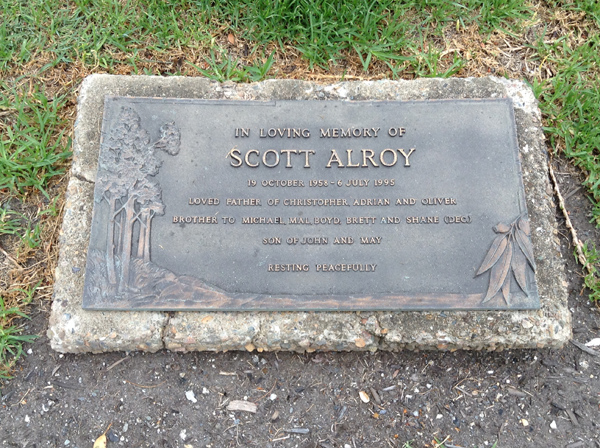 IN LOVING MEMORY OF
SCOTT ALROY
19 OCTOBER 1958 - 6 JULY 1995
LOVED FATHER OF CHRISTOPHER, ADRIAN AND OLIVER
BROTHER TO MICHAEL, MAL, BOYD, BRETT AND SHANE (DEC)
SON OF JOHN AND MAY
RESTING PEACEFULLY